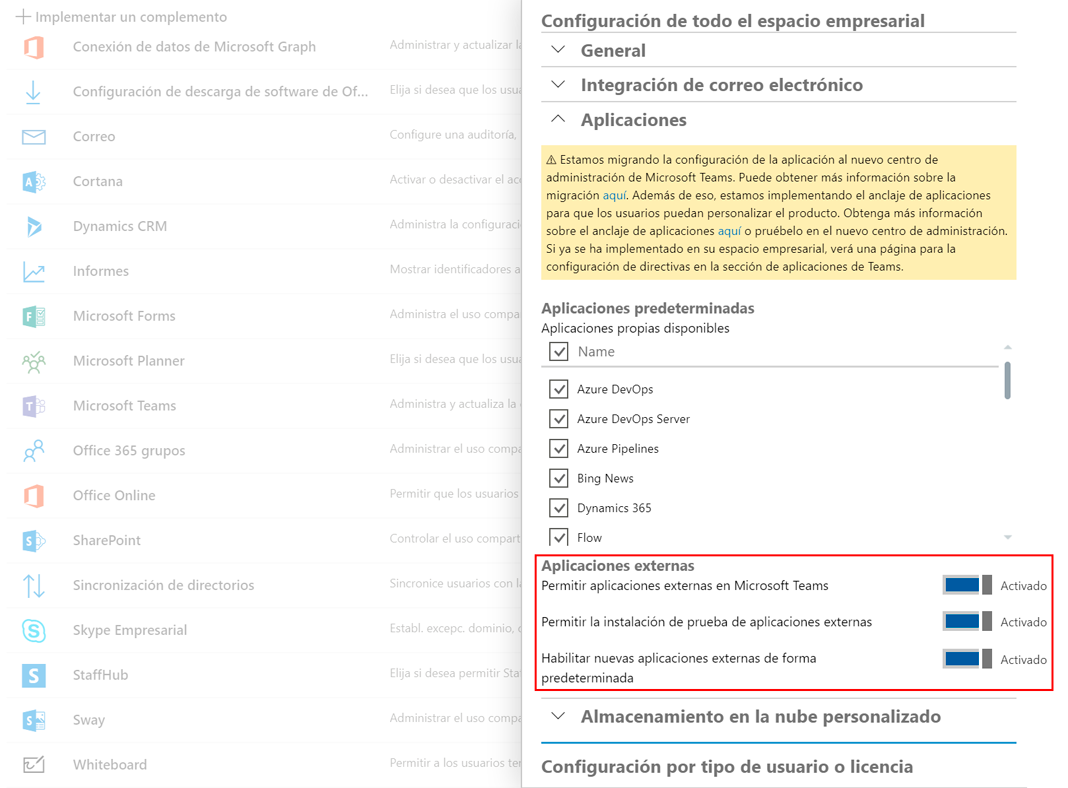 Implementar un complemento
Conexión de datos de Microsoft Graph
Administrar y actualizar la
Configuración de descarga de software de Of...
Elija si desea que los usu
Correo
Configure una auditoría,
Cortana
Activar o desactivar el acc
Dynamics CRM
Administra la configuraci
Informes
Mostrar identificadores a
Microsoft Forms
Administra el uso compa
Microsoft Planner
Elija si desea que los usu
Microsoft Teams
Administra y actualiza la
Office 365 grupos
Administrar el uso compa
Office Online
Permitir que los usuarios
SharePoint
Controlar el uso compart
Sincronización de directorios
Sincronice usuarios con la
Skype Empresarial
Establ. excepc. dominio,
StaffHub
Elija si desea permitir Sta
Sway
Administrar el uso compa
Whiteboard
Permitir a los usuarios te
Configuración de todo el espacio empresarial
General
Integración de correo electrónico
Aplicaciones
⚠ Estamos migrando la configuración de la aplicación al nuevo centro de
administración de Microsoft Teams. Puede obtener más información sobre la
migración aquí. Además de eso, estamos implementando el anclaje de aplicaciones
para que los usuarios puedan personalizar el producto. Obtenga más información
sobre el anclaje de aplicaciones aquí o pruébelo en el nuevo centro de administración.
Si ya se ha implementado en su espacio empresarial, verá una página para la
configuración de directivas en la sección de aplicaciones de Teams.
Aplicaciones predeterminadas
Aplicaciones propias disponibles
Name
Azure DevOps
Azure DevOps Server
Azure Pipelines
Bing News
Dynamics 365
Flow
Aplicaciones externas
Permitir aplicaciones externas en Microsoft Teams
Activado
Permitir la instalación de prueba de aplicaciones externas
Activado
Habilitar nuevas aplicaciones externas de forma
predeterminada
Activado
Almacenamiento en la nube personalizado
Configuración por tipo de usuario o licencia